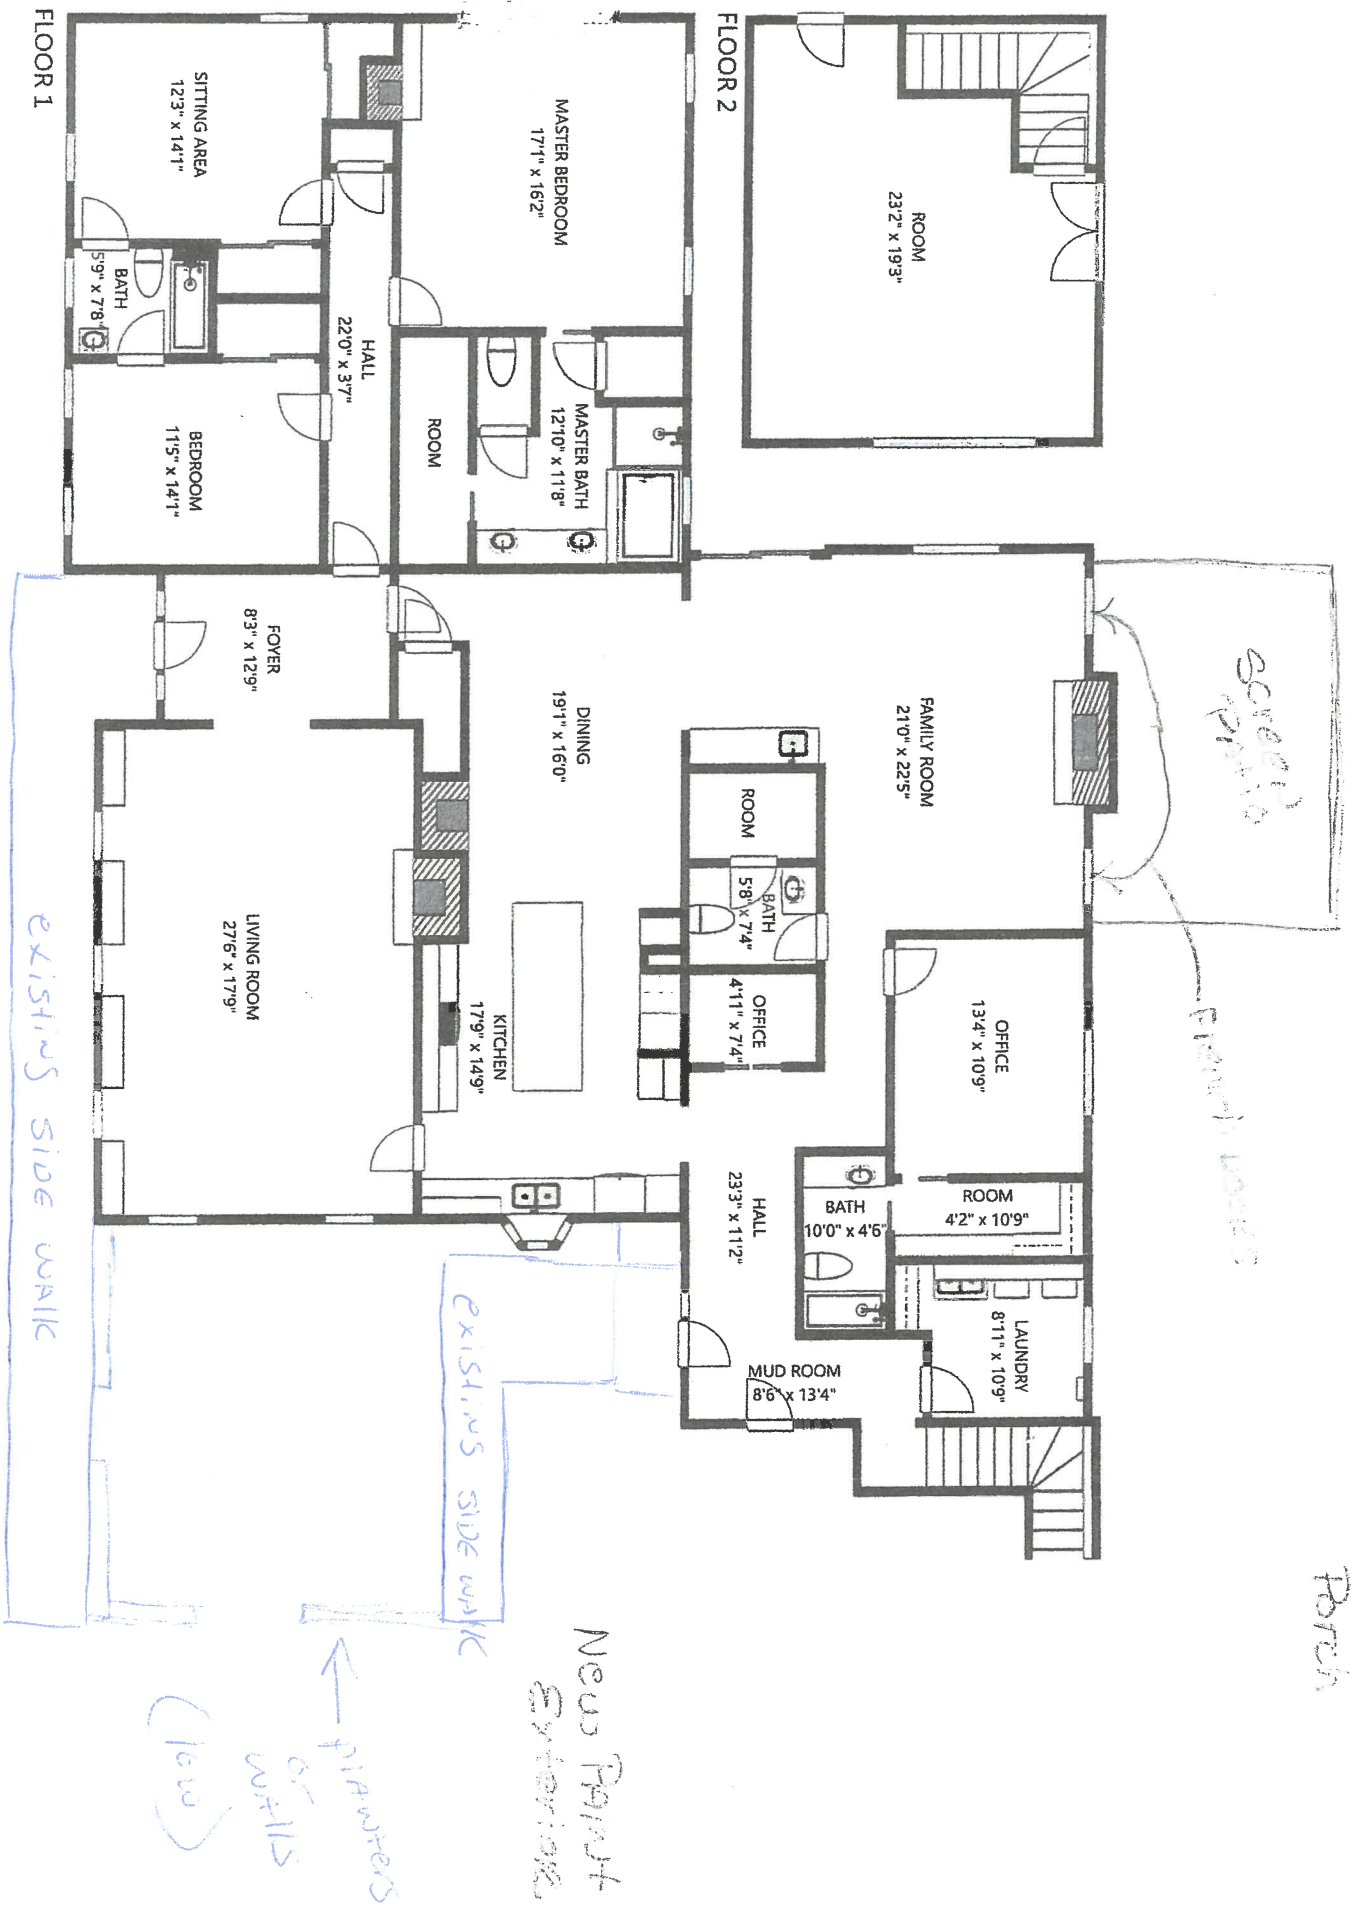 FLOOR 1
FLOOR 2
SITTING AREA
12'3" x 14'1"
MASTER BEDROOM
17'1" x 16'2"
ROOM
23'2" x 19'3"
BATH
5'9" x 7'8"
HALL
22'0" x 3'7"
BEDROOM
11'5" x 14'1"
ROOM
MASTER BATH
12'10" x 11'8"
FOYER
8'3" x 12'9"
DINING
19'1" x 16'0"
FAMILY ROOM
21'0" x 22'5"
Screen
Patio
ROOM
BATH
5'8" x 7'4"
LIVING ROOM
27'6" x 17'9"
KITCHEN
17'9" x 14'9"
OFFICE
4'11" x 7'4"
OFFICE
13'4" x 10'9"
French Doors
HALL
23'3" x 11'2"
BATH
10'0" x 4'6"
ROOM
4'2" x 10'9"
LAUNDRY
8'11" x 10'9"
MUD ROOM
8'6" x 13'4"
existing side walk
existing side walk
Porch
New Paint
Exterior
planters
or
walls
(low)